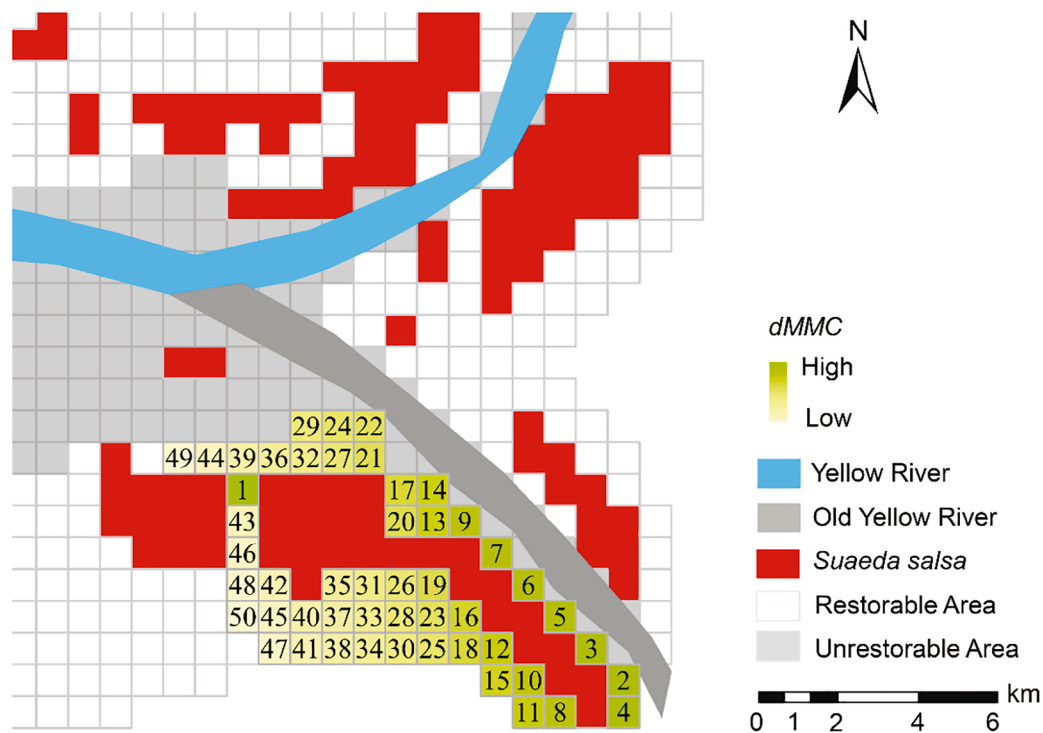 N
dMMC
High
Low
Yellow River
Old Yellow River
Suaeda salsa
Restorable Area
Unrestorable Area
km
0 1 2 4 6
29 24 22
49 44 39 36 32 27 21
1 17 14
43 20 13 9
46 7
48 42 35 31 26 19 6
50 45 40 37 33 28 23 16 5
47 41 38 34 30 25 18 12 3
15 10 2
11 8 4